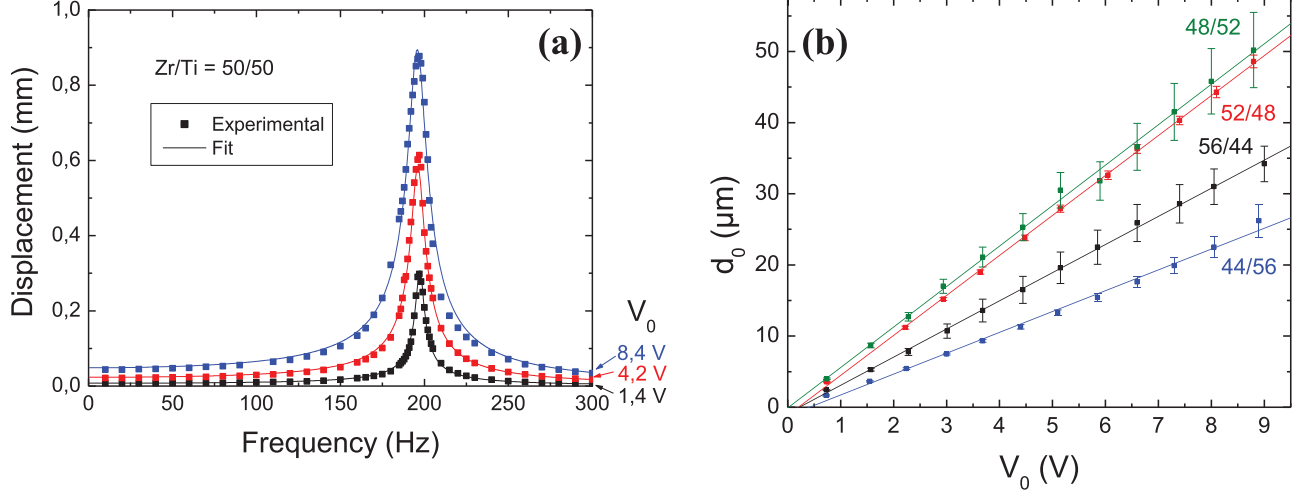 (a)
Zr/Ti = 50/50
Experimental
Fit
Displacement (mm)
1,0
0,8
0,6
0,4
0,2
0,0
0 50 100 150 200 250 300
Frequency (Hz)
V₀
8,4 V
4,2 V
1,4 V
(b)
48/52
52/48
56/44
44/56
d₀ (μm)
50
40
30
20
10
0
0 1 2 3 4 5 6 7 8 9
V₀ (V)